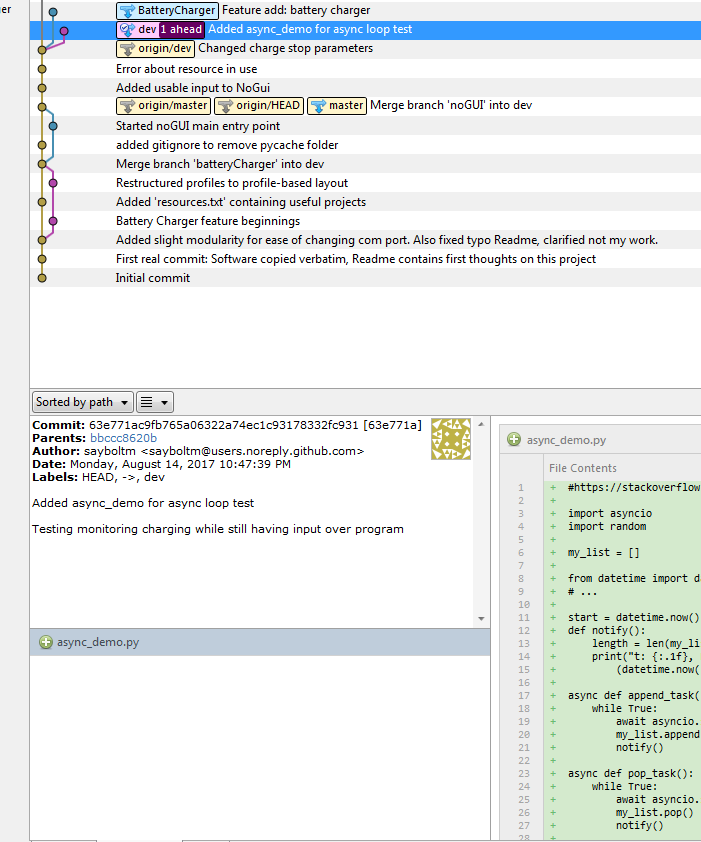 er
BatteryCharger Feature add: battery charger
dev 1 ahead Added async_demo for async loop test
origin/dev Changed charge stop parameters
Error about resource in use
Added usable input to NoGui
origin/master origin/HEAD master Merge branch 'noGUI' into dev
Started noGUI main entry point
added gitignore to remove pycache folder
Merge branch 'batteryCharger' into dev
Restructured profiles to profile-based layout
Added 'resources.txt' containing useful projects
Battery Charger feature beginnings
Added slight modularity for ease of changing com port. Also fixed typo Readme, clarified not my work.
First real commit: Software copied verbatim, Readme contains first thoughts on this project
Initial commit
Sorted by path
Commit: 63e771ac9fb765a06322a74ec1c93178332fc931 [63e771a]
Parents: bbccc8620b
Author: sayboltm <sayboltm@users.noreply.github.com>
Date: Monday, August 14, 2017 10:47:39 PM
Labels: HEAD, ->, dev
Added async_demo for async loop test
Testing monitoring charging while still having input over program
async_demo.py
async_demo.py
File Contents
1 + #https://stackoverflow
2 +
3 + import asyncio
4 + import random
5 +
6 + my_list = []
7 +
8 + from datetime import d
9 + # ...
10 +
11 + start = datetime.now()
12 + def notify():
13 + length = len(my_li
14 + print("t: {:.1f},
15 + (datetime.now(
16 +
17 + async def append_task(
18 + while True:
19 + await asyncio.
20 + my_list.append
21 + notify()
22 +
23 + async def pop_task():
24 + while True:
25 + await asyncio.
26 + my_list.pop()
27 + notify()
28 +